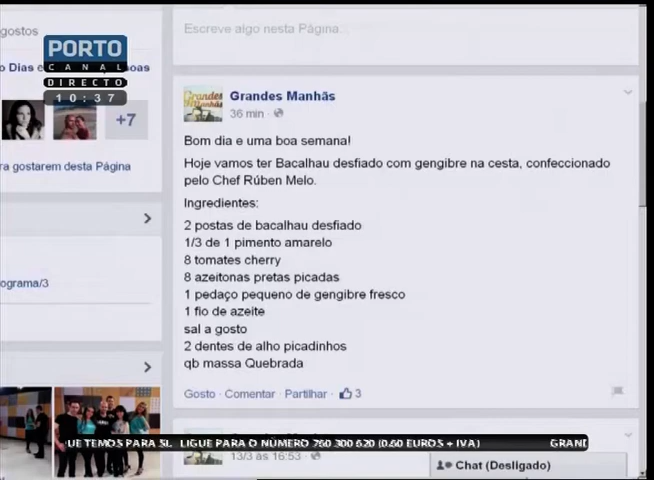 gostos
Escreve algo nesta Página...
PORTO
CANAL
DIRECTO
10:37
o Dias e
oas
Grandes Manhãs
Grandes Manhãs
36 min ·
+7
Bom dia e uma boa semana!
Hoje vamos ter Bacalhau desfiado com gengibre na cesta, confeccionado
pelo Chef Rúben Melo.
ra gostarem desta Página
Ingredientes:
2 postas de bacalhau desfiado
1/3 de 1 pimento amarelo
8 tomates cherry
8 azeitonas pretas picadas
ograma/3
1 pedaço pequeno de gengibre fresco
1 fio de azeite
sal a gosto
2 dentes de alho picadinhos
qb massa Quebrada
Gosto · Comentar · Partilhar · 3
UE TEMOS PARA SI. LIGUE PARA O NÚMERO 760 300 620 (0.60 EUROS + IVA) GRAND
13/3 às 16:53 ·
Chat (Desligado)